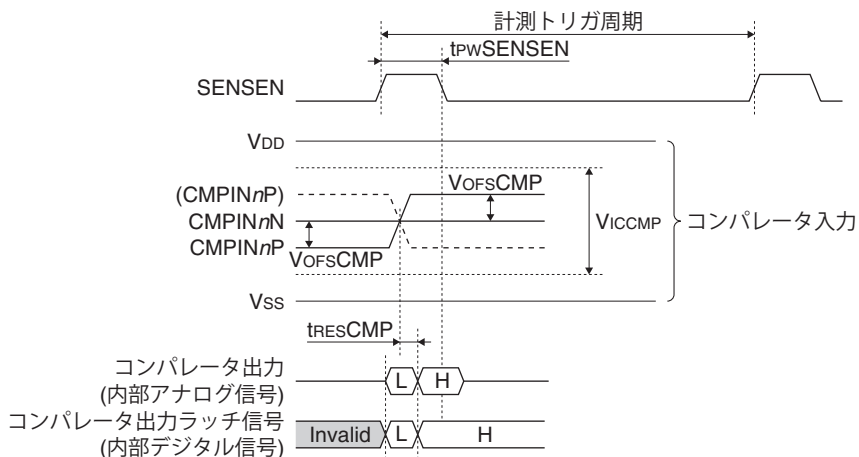 計測トリガ周期
tPWSENSEN
SENSEN
VDD
(CMPINnP)
VOFSCMP
CMPINnN
VICCMP
コンパレータ入力
CMPINnP
VOFSCMP
VSS
tRESCMP
コンパレータ出力
(内部アナログ信号)
L
H
コンパレータ出力ラッチ信号
(内部デジタル信号)
Invalid
L
H